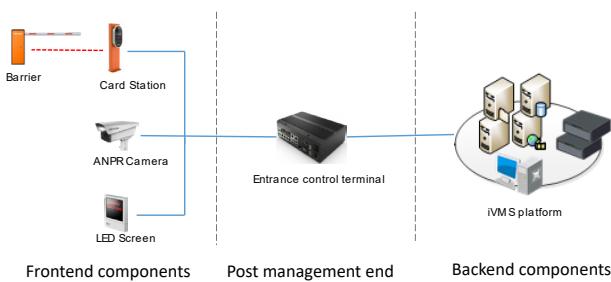 Barrier
Card Station
ANPR Camera
Entrance control terminal
iVMS platform
LED Screen
Frontend components
Post management end
Backend components